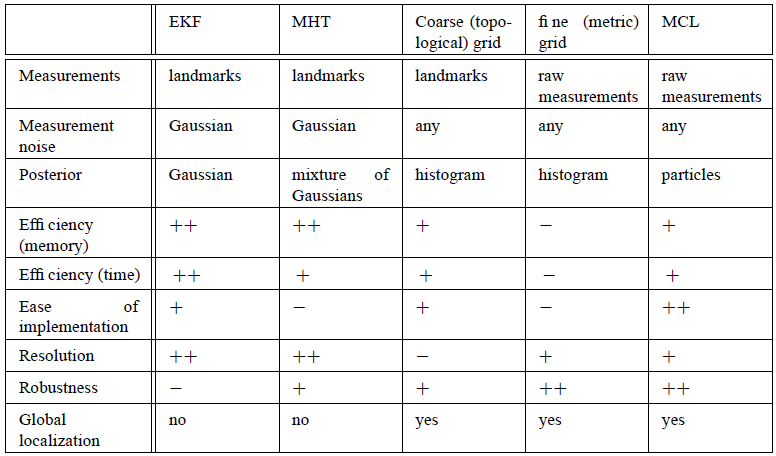 EKF MHT Coarse (topo-logical) grid fi ne (metric) grid MCL
Measurements landmarks landmarks landmarks raw measurements raw measurements
Measurement noise Gaussian Gaussian any any any
Posterior Gaussian mixture of Gaussians histogram histogram particles
Effi ciency (memory) ++ ++ + − +
Effi ciency (time) ++ + + − +
Ease of implementation + − + − ++
Resolution ++ ++ − + +
Robustness − + + ++ ++
Global localization no no yes yes yes